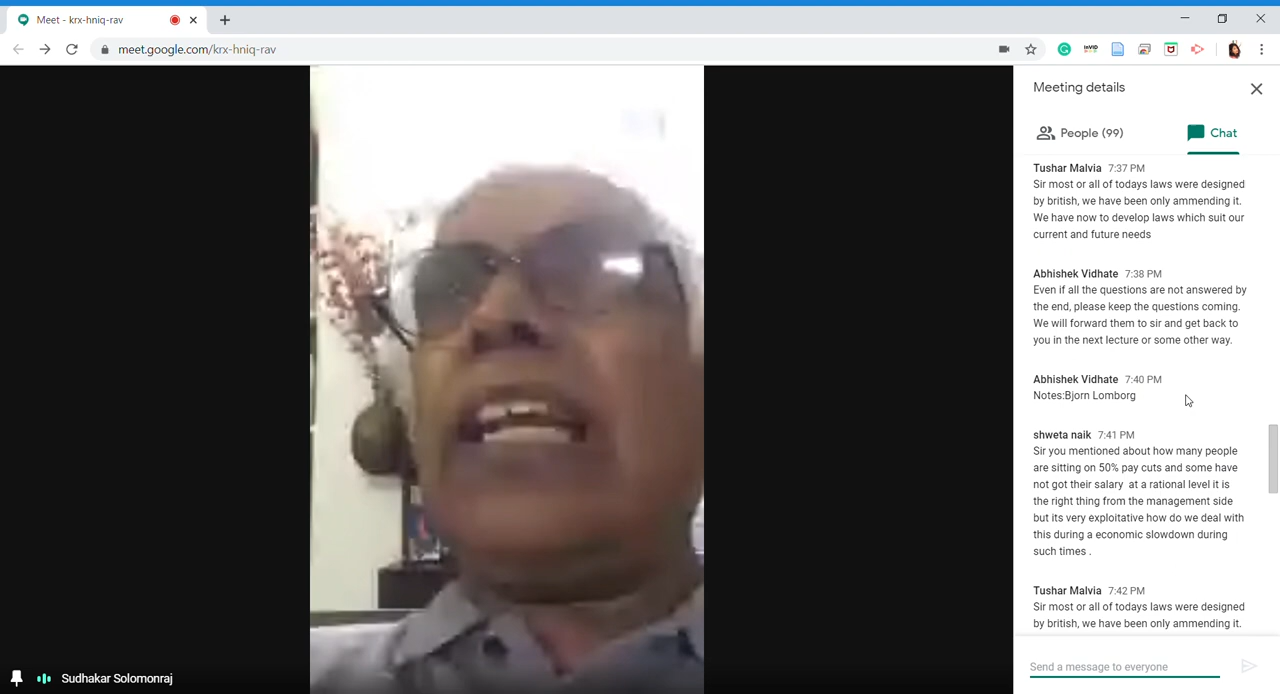 Meet - krx-hniq-rav
meet.google.com/krx-hniq-rav
Meeting details
People (99)
Chat
Tushar Malvia 7:37 PM
Sir most or all of todays laws were designed
by british, we have been only ammending it.
We have now to develop laws which suit our
current and future needs
Abhishek Vidhate 7:38 PM
Even if all the questions are not answered by
the end, please keep the questions coming.
We will forward them to sir and get back to
you in the next lecture or some other way.
Abhishek Vidhate 7:40 PM
Notes:Bjorn Lomborg
shweta naik 7:41 PM
Sir you mentioned about how many people
are sitting on 50% pay cuts and some have
not got their salary at a rational level it is
the right thing from the management side
but its very exploitative how do we deal with
this during a economic slowdown during
such times .
Tushar Malvia 7:42 PM
Sir most or all of todays laws were designed
by british, we have been only ammending it.
Send a message to everyone
Sudhakar Solomonraj